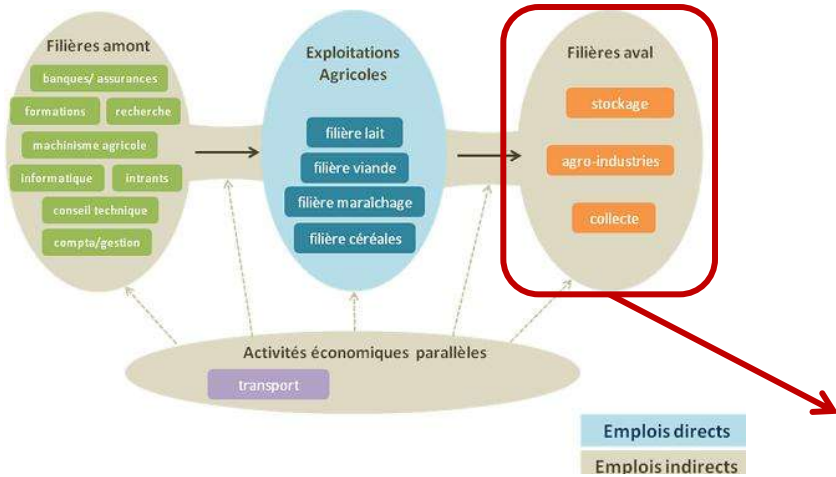 Filières amont
banques/ assurances
formations
recherche
machinisme agricole
informatique
intrants
conseil technique
compta/gestion
Exploitations
Agricoles
filière lait
filière viande
filière maraîchage
filière céréales
Filières aval
stockage
agro-industries
collecte
Activités économiques parallèles
transport
Emplois directs
Emplois indirects